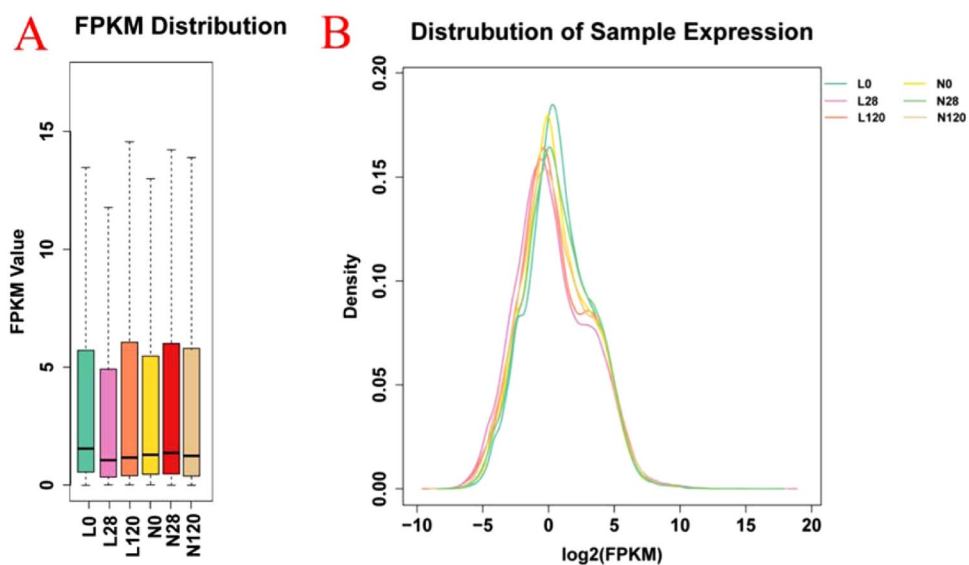 A FPKM Distribution
FPKM Value
15
10
5
0
L0 L28 L120 N0 N28 N120
B Distrubution of Sample Expression
Density
0.20
0.15
0.10
0.05
0.00
−10 −5 0 5 10 15 20
log2(FPKM)
L0 N0
L28 N28
L120 N120